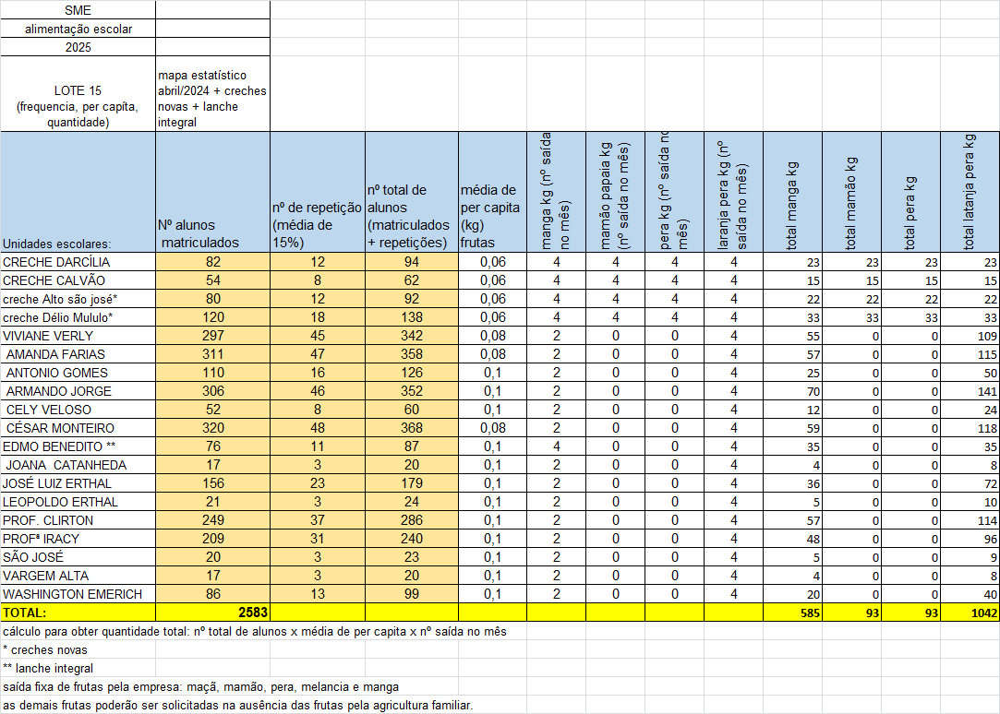 SME
alimentação escolar
2025
LOTE 15
(frequencia, per capíta,
quantidade)
mapa estatístico
abril/2024 + creches
novas + lanche
integral
Unidades escolares:
Nº alunos
matriculados
nº de repetição
(média de
15%)
nº total de
alunos
(matriculados
+ repetições)
média de
per capita
(kg)
frutas
manga kg (nº saída
no mês)
mamão papaia kg
(nº saída no mês)
pera kg (nº saída no
mês)
laranja pera kg (nº
saída no mês)
total manga kg
total mamão kg
total pera kg
total latanja pera kg
CRECHE DARCÍLIA 82 12 94 0,06 4 4 4 4 23 23 23 23
CRECHE CALVÃO 54 8 62 0,06 4 4 4 4 15 15 15 15
creche Alto são josé* 80 12 92 0,06 4 4 4 4 22 22 22 22
creche Délio Mululo* 120 18 138 0,06 4 4 4 4 33 33 33 33
VIVIANE VERLY 297 45 342 0,08 2 0 0 4 55 0 0 109
AMANDA FARIAS 311 47 358 0,08 2 0 0 4 57 0 0 115
ANTONIO GOMES 110 16 126 0,1 2 0 0 4 25 0 0 50
ARMANDO JORGE 306 46 352 0,1 2 0 0 4 70 0 0 141
CELY VELOSO 52 8 60 0,1 2 0 0 4 12 0 0 24
CÉSAR MONTEIRO 320 48 368 0,08 2 0 0 4 59 0 0 118
EDMO BENEDITO ** 76 11 87 0,1 4 0 0 4 35 0 0 35
JOANA CATANHEDA 17 3 20 0,1 2 0 0 4 4 0 0 8
JOSÉ LUIZ ERTHAL 156 23 179 0,1 2 0 0 4 36 0 0 72
LEOPOLDO ERTHAL 21 3 24 0,1 2 0 0 4 5 0 0 10
PROF. CLIRTON 249 37 286 0,1 2 0 0 4 57 0 0 114
PROFª IRACY 209 31 240 0,1 2 0 0 4 48 0 0 96
SÃO JOSÉ 20 3 23 0,1 2 0 0 4 5 0 0 9
VARGEM ALTA 17 3 20 0,1 2 0 0 4 4 0 0 8
WASHINGTON EMERICH 86 13 99 0,1 2 0 0 4 20 0 0 40
TOTAL: 2583 585 93 93 1042
cálculo para obter quantidade total: nº total de alunos x média de per capita x nº saída no mês
* creches novas
** lanche integral
saída fixa de frutas pela empresa: maçã, mamão, pera, melancia e manga
as demais frutas poderão ser solicitadas na ausência das frutas pela agricultura familiar.